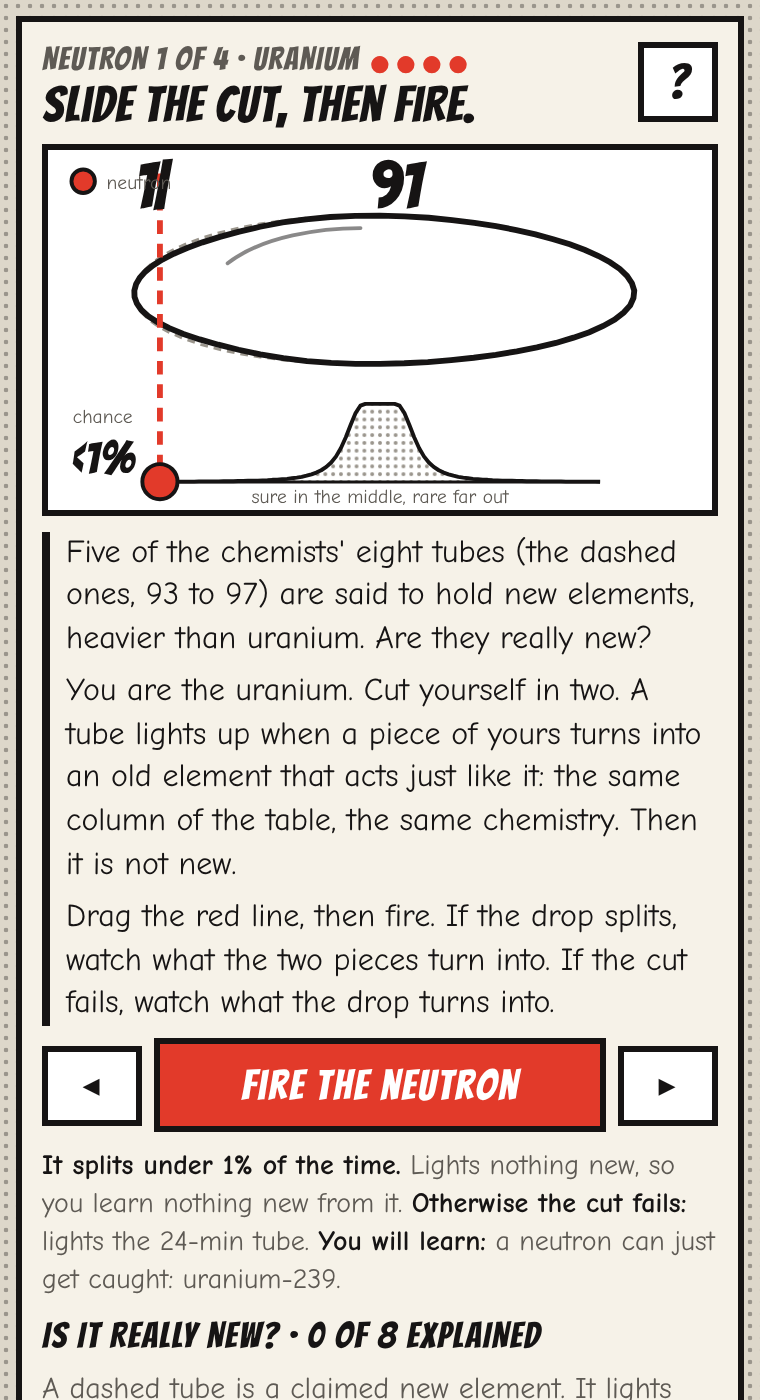 NEUTRON 1 OF 4 · URANIUM
SLIDE THE CUT, THEN FIRE.
?
neutron
1
91
chance
<1%
sure in the middle, rare far out
Five of the chemists' eight tubes (the dashed
ones, 93 to 97) are said to hold new elements,
heavier than uranium. Are they really new?
You are the uranium. Cut yourself in two. A
tube lights up when a piece of yours turns into
an old element that acts just like it: the same
column of the table, the same chemistry. Then
it is not new.
Drag the red line, then fire. If the drop splits,
watch what the two pieces turn into. If the cut
fails, watch what the drop turns into.
◄
FIRE THE NEUTRON
►
It splits under 1% of the time. Lights nothing new, so
you learn nothing new from it. Otherwise the cut fails:
lights the 24-min tube. You will learn: a neutron can just
get caught: uranium-239.
IS IT REALLY NEW? · 0 OF 8 EXPLAINED
A dashed tube is a claimed new element. It lights